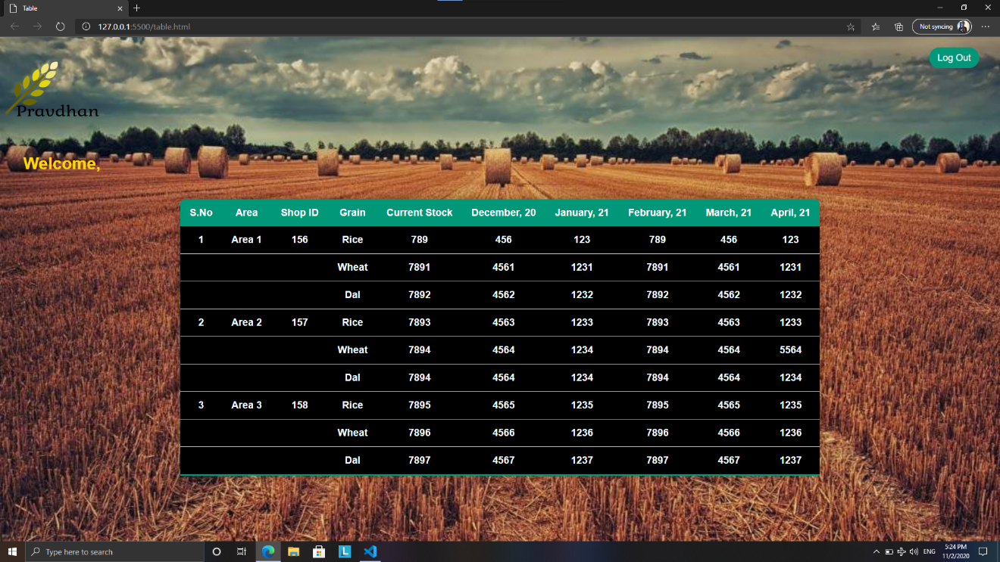 Table
127.0.0.1:5500/table.html
Not syncing
Log Out
Pravdhan
Welcome,
S.No Area Shop ID Grain Current Stock December, 20 January, 21 February, 21 March, 21 April, 21
1 Area 1 156 Rice 789 456 123 789 456 123
Wheat 7891 4561 1231 7891 4561 1231
Dal 7892 4562 1232 7892 4562 1232
2 Area 2 157 Rice 7893 4563 1233 7893 4563 1233
Wheat 7894 4564 1234 7894 4564 5564
Dal 7894 4564 1234 7894 4564 1234
3 Area 3 158 Rice 7895 4565 1235 7895 4565 1235
Wheat 7896 4566 1236 7896 4566 1236
Dal 7897 4567 1237 7897 4567 1237
Type here to search
L
ENG
5:24 PM
11/2/2020